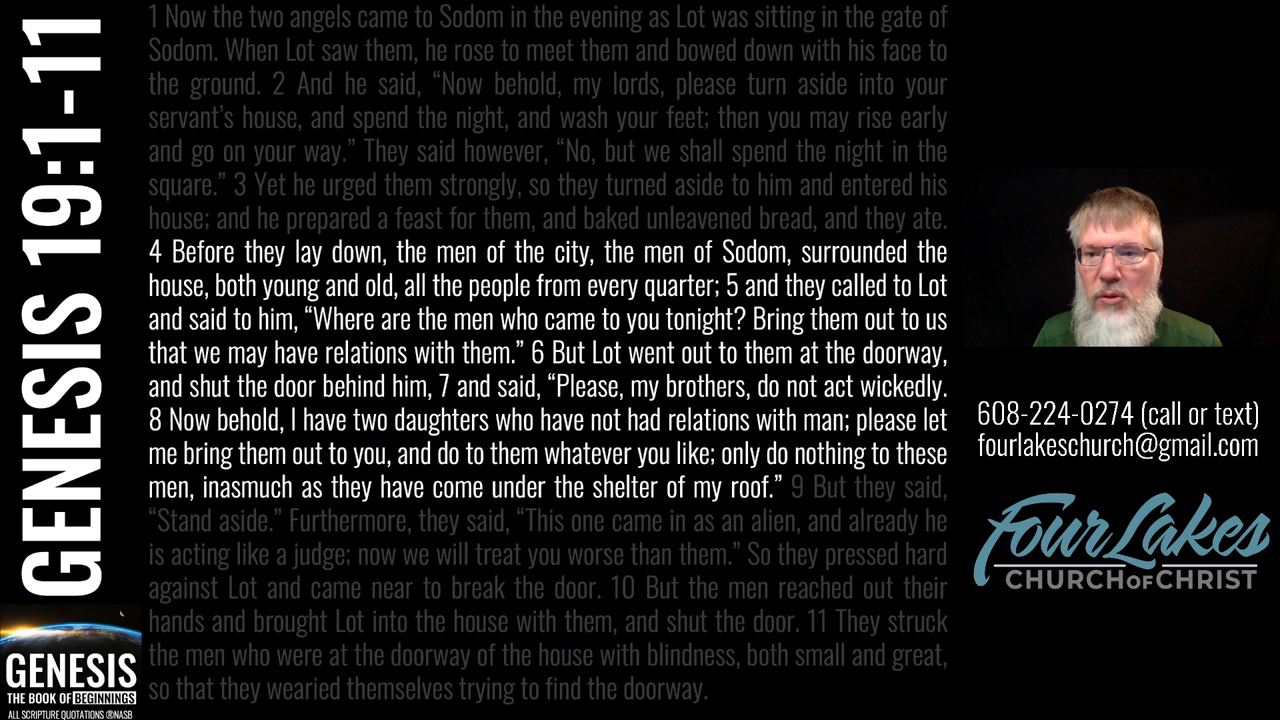 GENESIS 19:1-11
1 Now the two angels came to Sodom in the evening as Lot was sitting in the gate of
Sodom. When Lot saw them, he rose to meet them and bowed down with his face to
the ground. 2 And he said, “Now behold, my lords, please turn aside into your
servant’s house, and spend the night, and wash your feet; then you may rise early
and go on your way.” They said however, “No, but we shall spend the night in the
square.” 3 Yet he urged them strongly, so they turned aside to him and entered his
house; and he prepared a feast for them, and baked unleavened bread, and they ate.
4 Before they lay down, the men of the city, the men of Sodom, surrounded the
house, both young and old, all the people from every quarter; 5 and they called to Lot
and said to him, “Where are the men who came to you tonight? Bring them out to us
that we may have relations with them.” 6 But Lot went out to them at the doorway,
and shut the door behind him, 7 and said, “Please, my brothers, do not act wickedly.
8 Now behold, I have two daughters who have not had relations with man; please let
me bring them out to you, and do to them whatever you like; only do nothing to these
men, inasmuch as they have come under the shelter of my roof.” 9 But they said,
“Stand aside.” Furthermore, they said, “This one came in as an alien, and already he
is acting like a judge; now we will treat you worse than them.” So they pressed hard
against Lot and came near to break the door. 10 But the men reached out their
hands and brought Lot into the house with them, and shut the door. 11 They struck
the men who were at the doorway of the house with blindness, both small and great,
so that they wearied themselves trying to find the doorway.
608-224-0274 (call or text)
fourlakeschurch@gmail.com
Four Lakes
CHURCH OF CHRIST
GENESIS
THE BOOK OF BEGINNINGS
ALL SCRIPTURE QUOTATIONS ®NASB